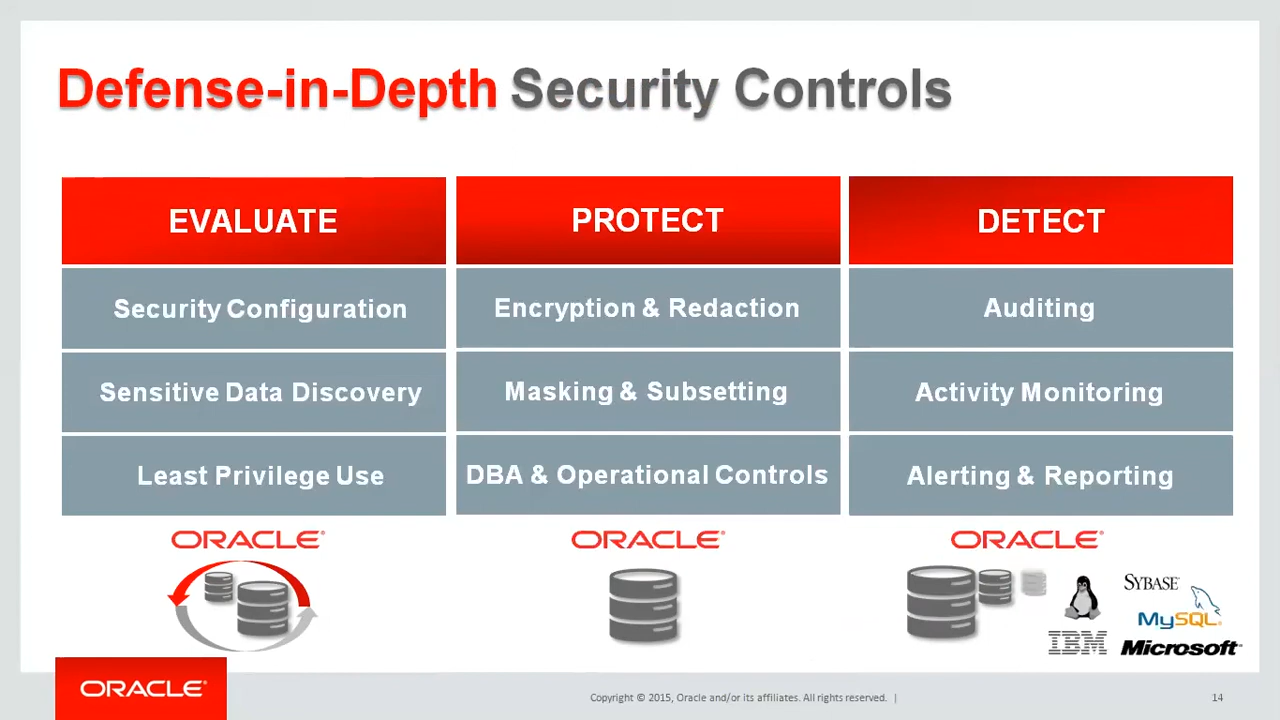 Defense-in-Depth Security Controls
EVALUATE
Security Configuration
Sensitive Data Discovery
Least Privilege Use
ORACLE®
PROTECT
Encryption & Redaction
Masking & Subsetting
DBA & Operational Controls
ORACLE®
DETECT
Auditing
Activity Monitoring
Alerting & Reporting
ORACLE®
SYBASE
MySQL
IBM
Microsoft
ORACLE®
Copyright © 2015, Oracle and/or its affiliates. All rights reserved. |
14